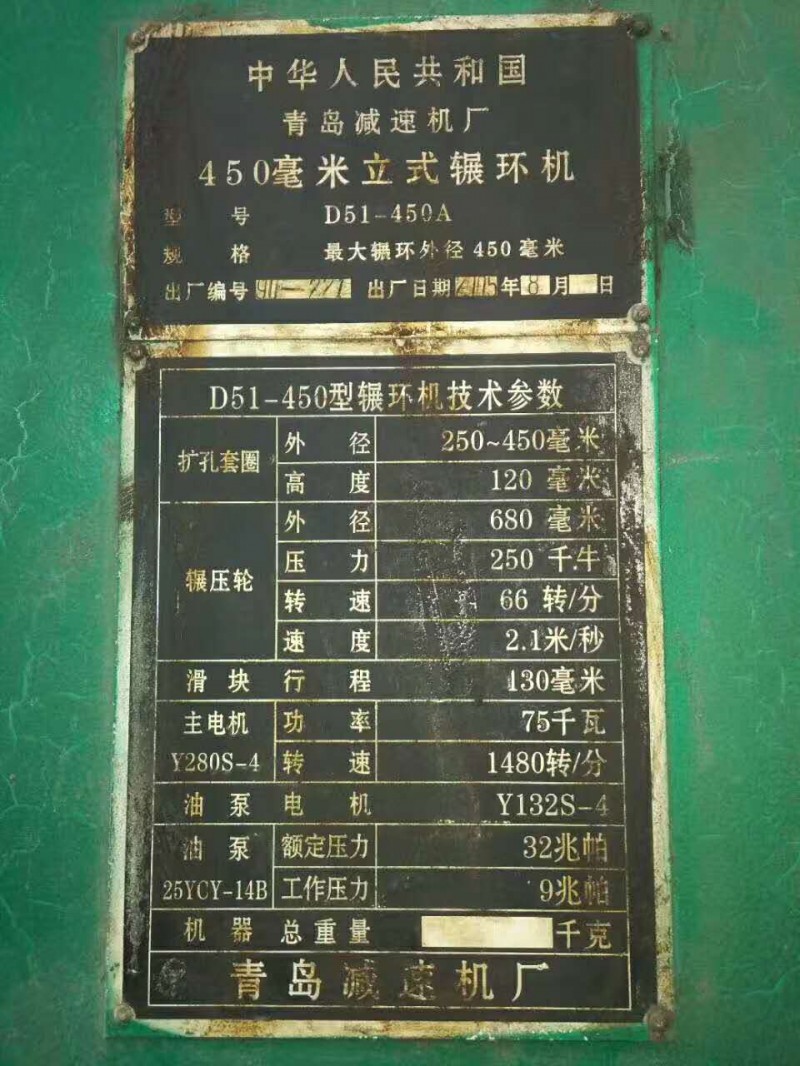 中华人民共和国
青岛减速机厂
450毫米立式辗环机
型 号 D51-450A
规 格 最大辗环外径450毫米
出厂编号 出厂日期 年8月 日
D51-450型辗环机技术参数
扩孔套圈 外 径 250~450毫米
高 度 120 毫米
辗压轮 外 径 680 毫米
压 力 250 千牛
转 速 66 转/分
速 度 2.1米/秒
滑块行程 130毫米
主电机 功 率 75千瓦
Y280S-4 转 速 1480转/分
油泵电机 Y132S-4
油泵 额定压力 32兆帕
25YCY-14B 工作压力 9兆帕
机器总重量 千克
青岛减速机厂